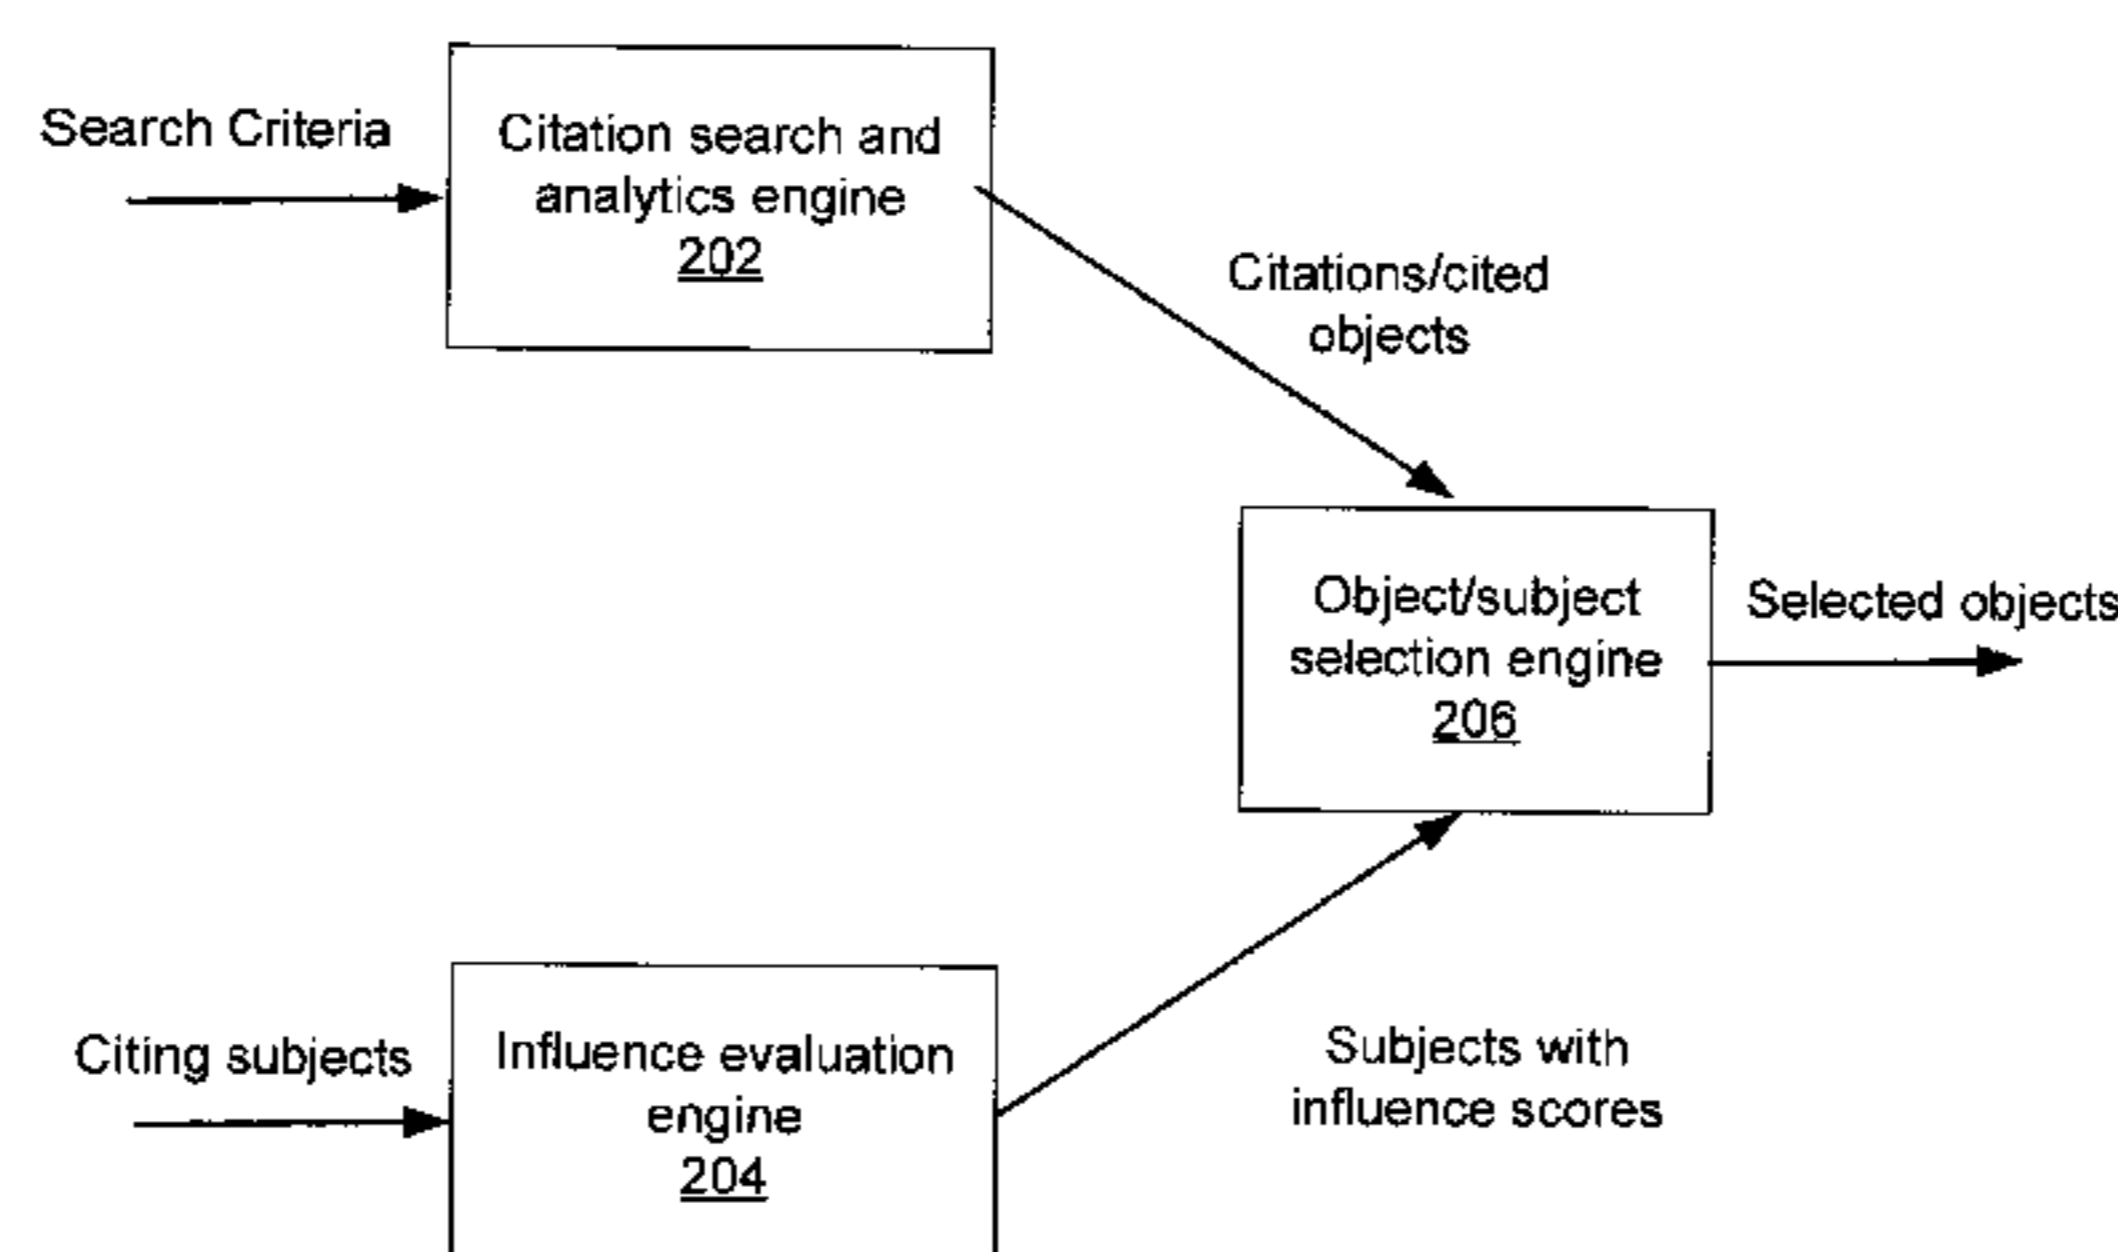 Search Criteria
Citation search and
analytics engine
202
Citations/cited
objects
Object/subject
selection engine
206
Selected objects
Citing subjects
Influence evaluation
engine
204
Subjects with
influence scores